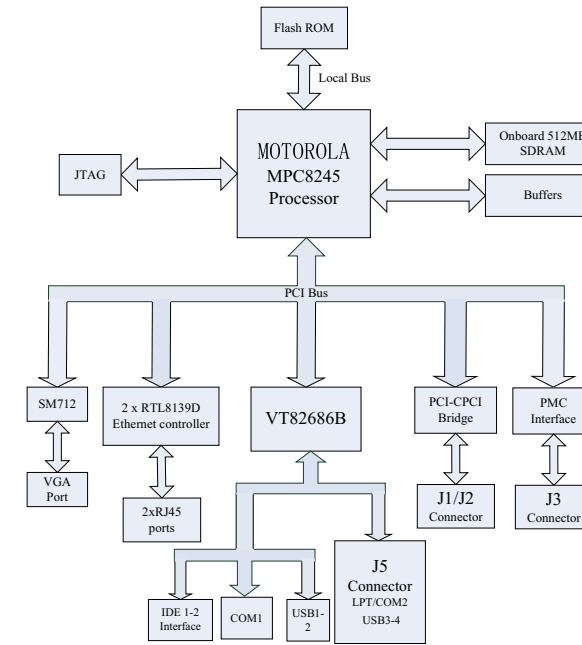 Flash ROM
Local Bus
MOTOROLA
MPC8245
Processor
JTAG
Onboard 512MB
SDRAM
Buffers
PCI Bus
SM712
2 x RTL8139D
Ethernet controller
VT82686B
PCI-CPCI
Bridge
PMC
Interface
VGA
Port
2xRJ45
ports
J1/J2
Connector
J3
Connector
J5
Connector
LPT/COM2
USB3-4
IDE 1-2
Interface
COM1
USB1-
2